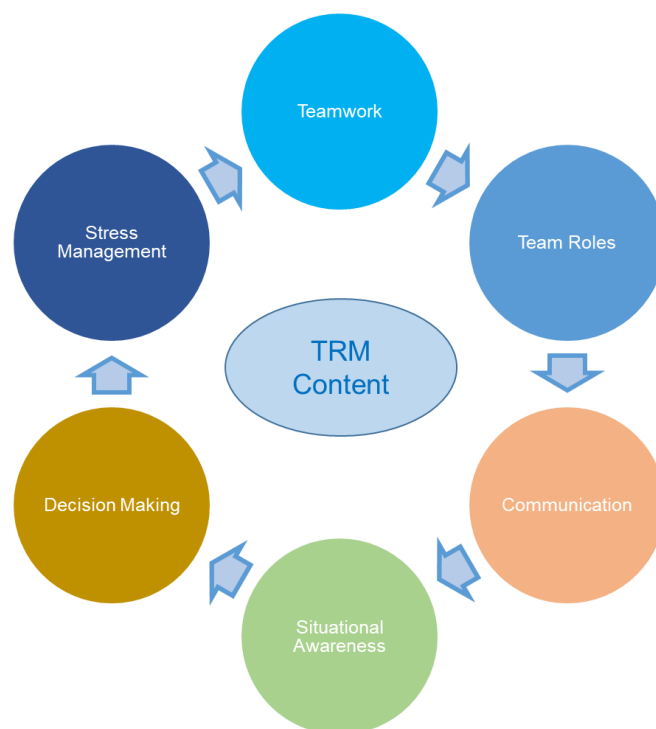 Teamwork
Team Roles
Communication
Situational
Awareness
Decision Making
Stress
Management
TRM
Content